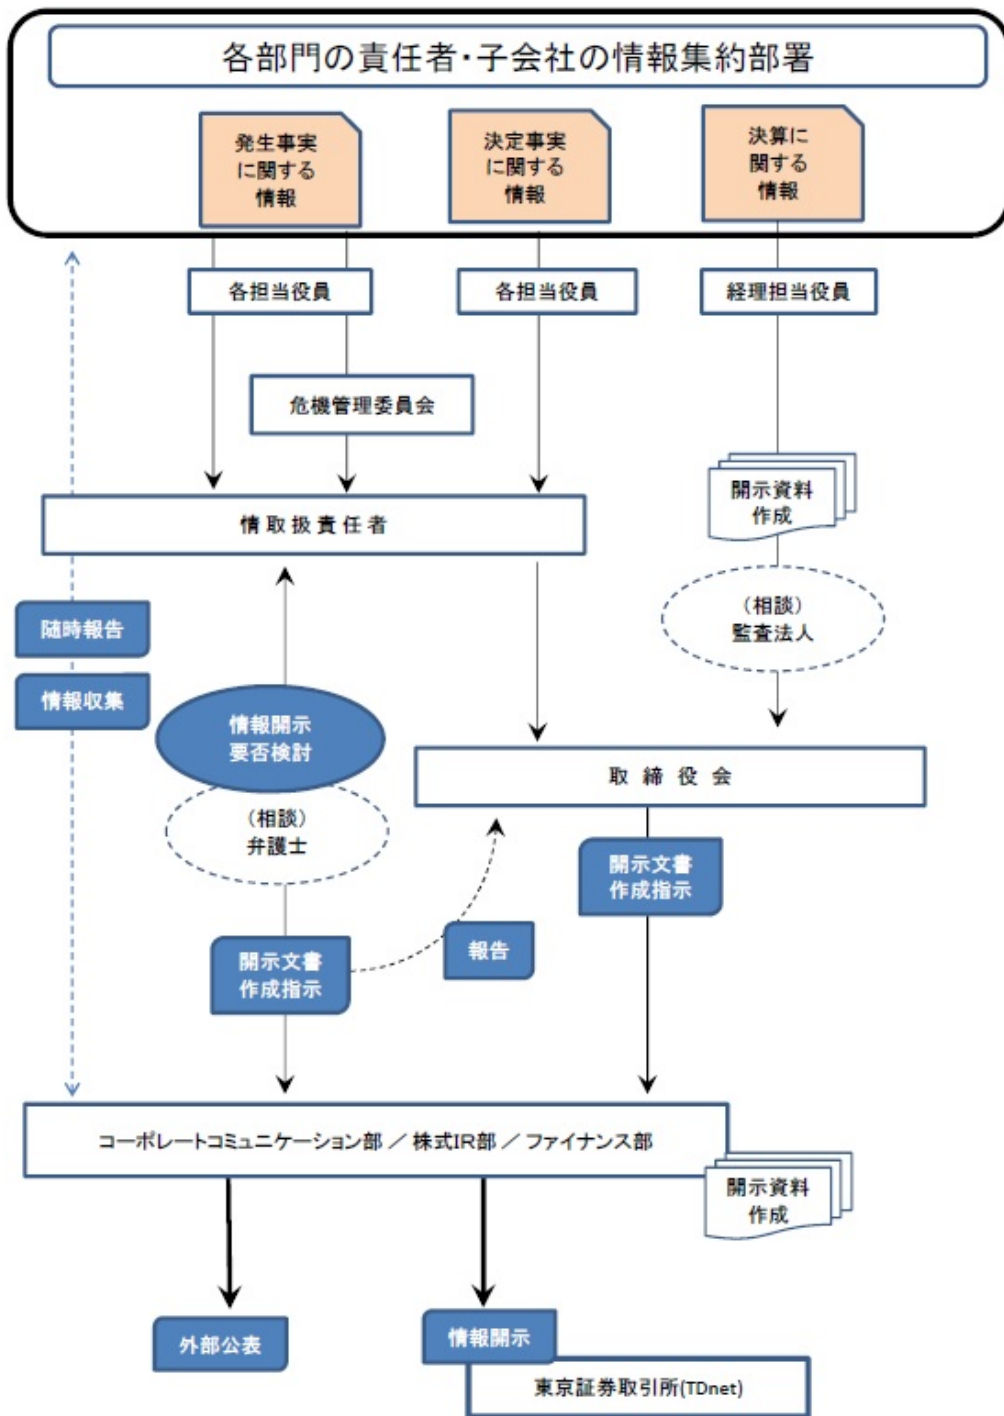 各部門の責任者・子会社の情報集約部署
発生事実
に関する
情報
決定事実
に関する
情報
決算に
関する
情報
各担当役員
各担当役員
経理担当役員
危機管理委員会
開示資料
作成
情取扱責任者
(相談)
監査法人
随時報告
情報収集
情報開示
要否検討
取締役会
(相談)
弁護士
開示文書
作成指示
報告
開示文書
作成指示
コーポレートコミュニケーション部 ／ 株式IR部 ／ ファイナンス部
開示資料
作成
外部公表
情報開示
東京証券取引所(TDnet)